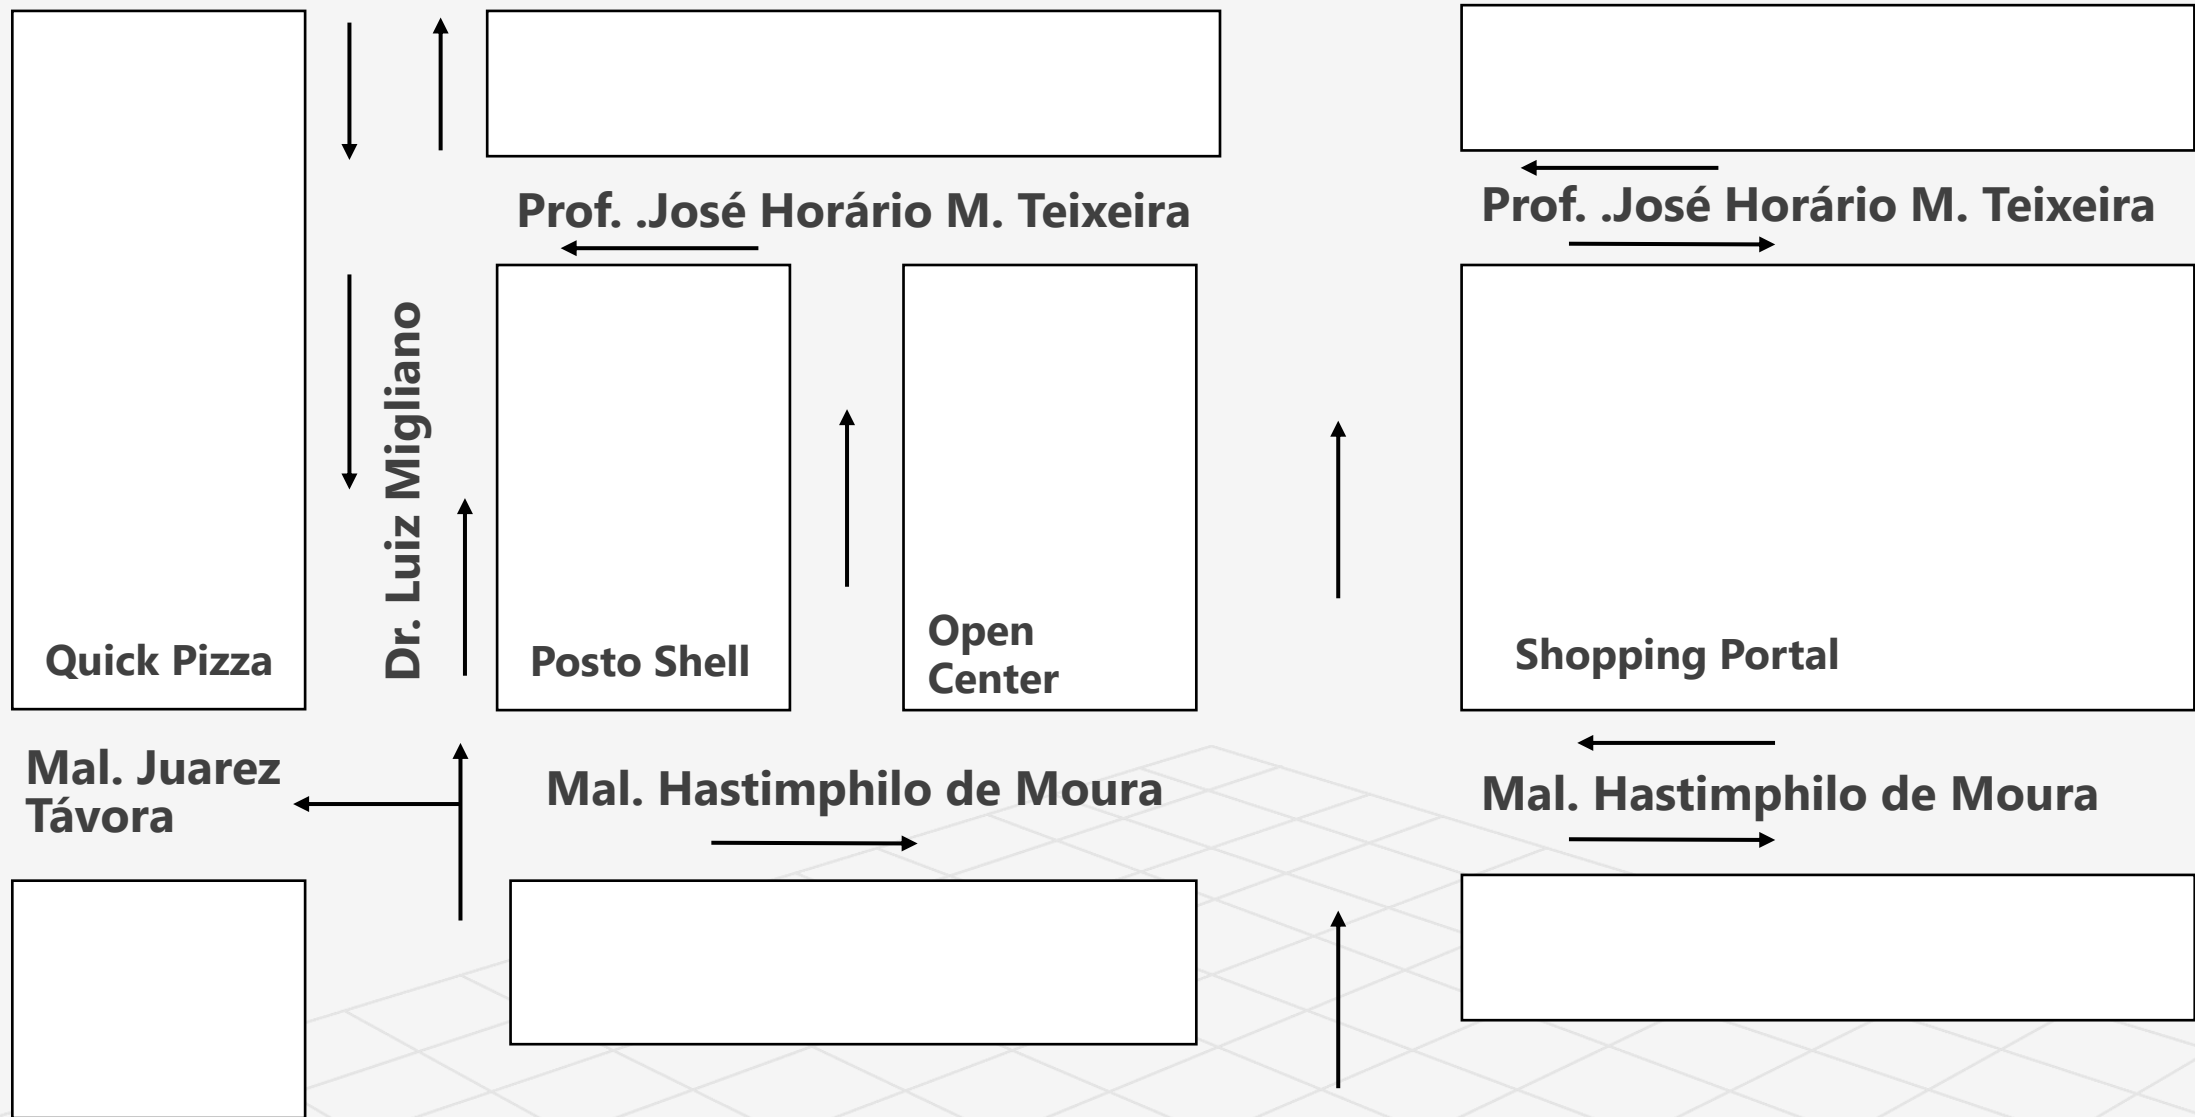 Prof. .José Horário M. Teixeira
Prof. .José Horário M. Teixeira
Dr. Luiz Migliano
Quick Pizza
Posto Shell
Open
Center
Shopping Portal
Mal. Juarez
Távora
Mal. Hastimphilo de Moura
Mal. Hastimphilo de Moura